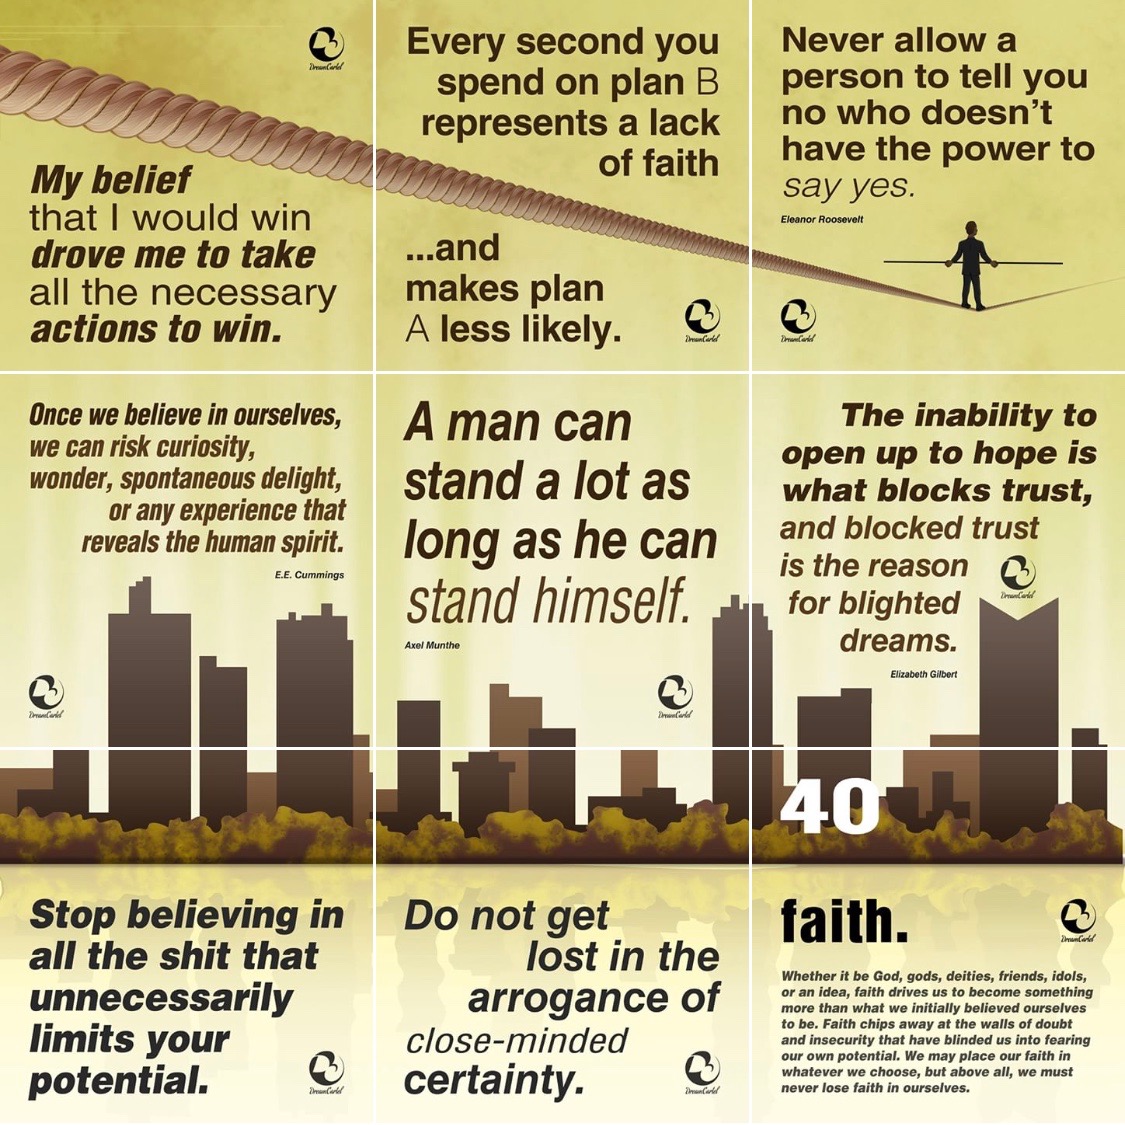 DreamCartel
My belief
that I would win
drove me to take
all the necessary
actions to win.
Every second you
spend on plan B
represents a lack
of faith
...and
makes plan
A less likely.
DreamCartel
Never allow a
person to tell you
no who doesn't
have the power to
say yes.
Eleanor Roosevelt
DreamCartel
Once we believe in ourselves,
we can risk curiosity,
wonder, spontaneous delight,
or any experience that
reveals the human spirit.
E.E. Cummings
DreamCartel
A man can
stand a lot as
long as he can
stand himself.
Axel Munthe
DreamCartel
The inability to
open up to hope is
what blocks trust,
and blocked trust
is the reason
for blighted
dreams.
Elizabeth Gilbert
DreamCartel
Stop believing in
all the shit that
unnecessarily
limits your
potential.
DreamCartel
Do not get
lost in the
arrogance of
close-minded
certainty.
DreamCartel
40
faith.
DreamCartel
Whether it be God, gods, deities, friends, idols,
or an idea, faith drives us to become something
more than what we initially believed ourselves
to be. Faith chips away at the walls of doubt
and insecurity that have blinded us into fearing
our own potential. We may place our faith in
whatever we choose, but above all, we must
never lose faith in ourselves.